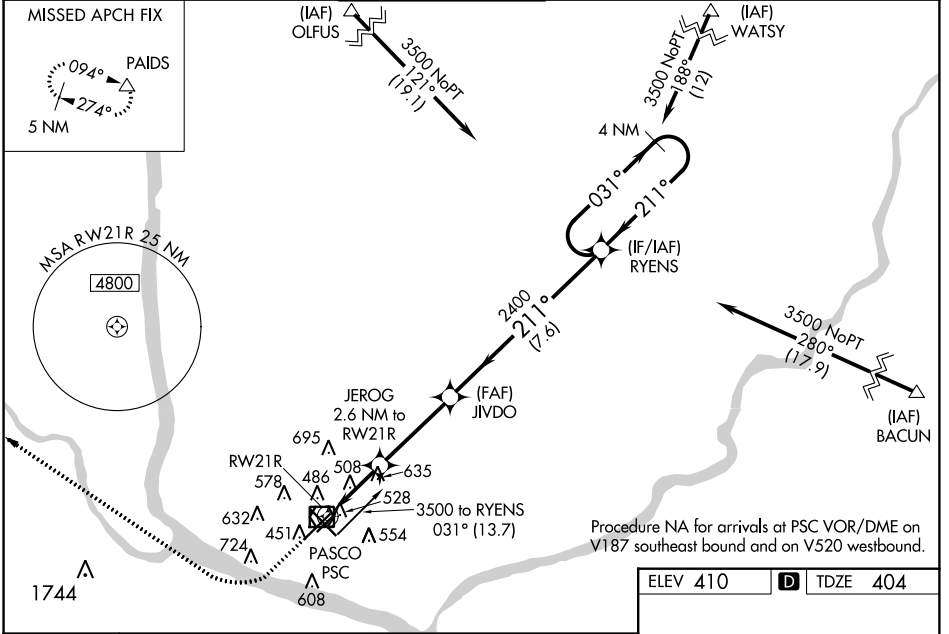 MISSED APCH FIX
PAIDS
094°
274°
5 NM
(IAF)
OLFUS
3500 NoPT
121°
(19.1)
(IAF)
WATSY
3500 NoPT
188°
(12)
4 NM
031°
211°
(IF/IAF)
RYENS
MSA RW21R 25 NM
4800
2400
211°
(7.6)
3500 NoPT
280°
(17.9)
(IAF)
BACUN
(FAF)
JIVDO
JEROG
2.6 NM to
RW21R
695
RW21R
508
635
578
486
528
632
451
3500 to RYENS
031° (13.7)
554
724
PASCO
PSC
608
1744
Procedure NA for arrivals at PSC VOR/DME on
V187 southeast bound and on V520 westbound.
ELEV 410 D TDZE 404